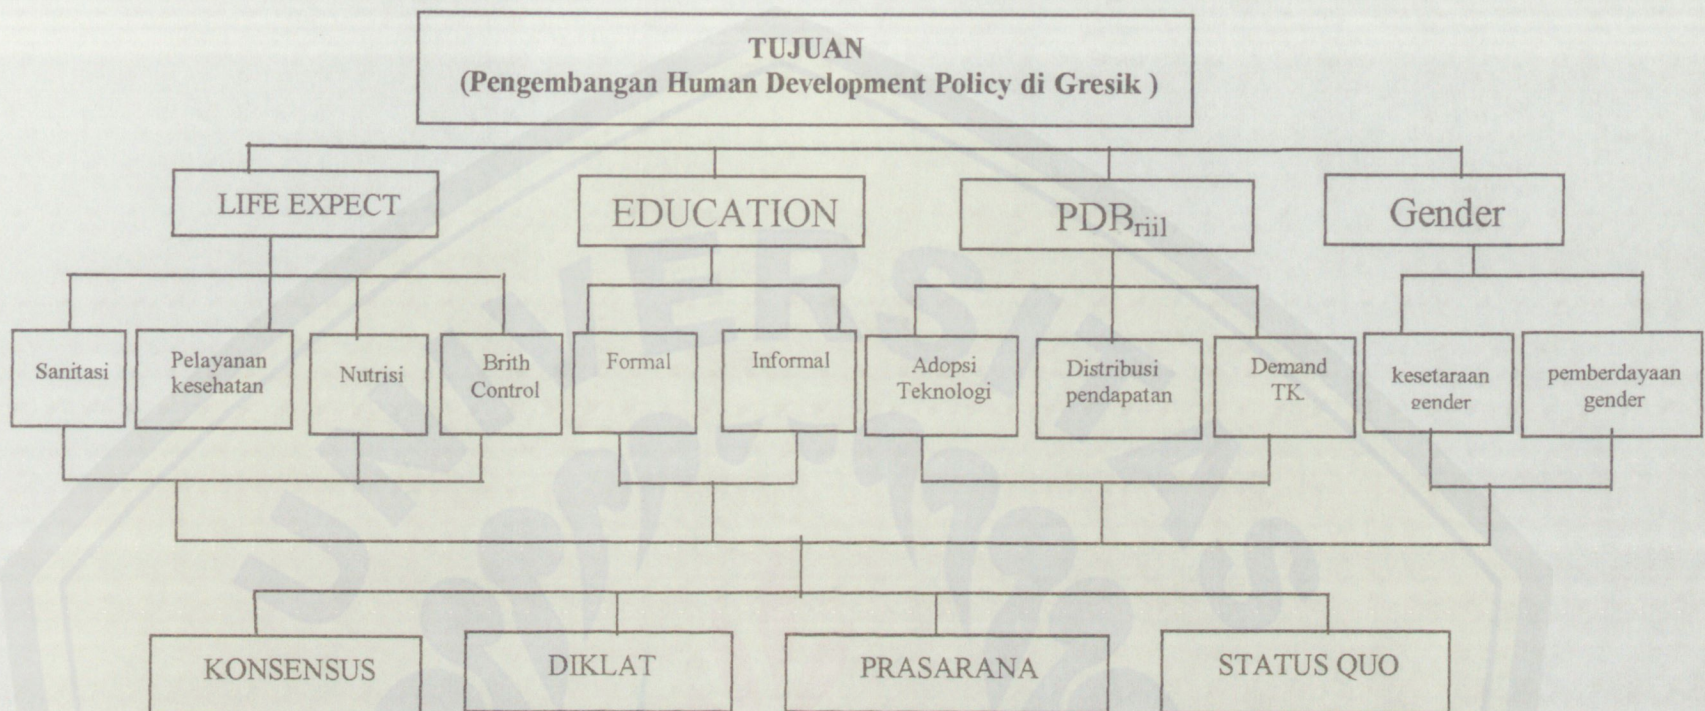 TUJUAN
(Pengembangan Human Development Policy di Gresik )
LIFE EXPECT
EDUCATION
PDBriil
Gender
Sanitasi
Pelayanan
kesehatan
Nutrisi
Brith
Control
Formal
Informal
Adopsi
Teknologi
Distribusi
pendapatan
Demand
TK.
kesetaraan
gender
pemberdayaan
gender
KONSENSUS
DIKLAT
PRASARANA
STATUS QUO
UNIVERSITAS